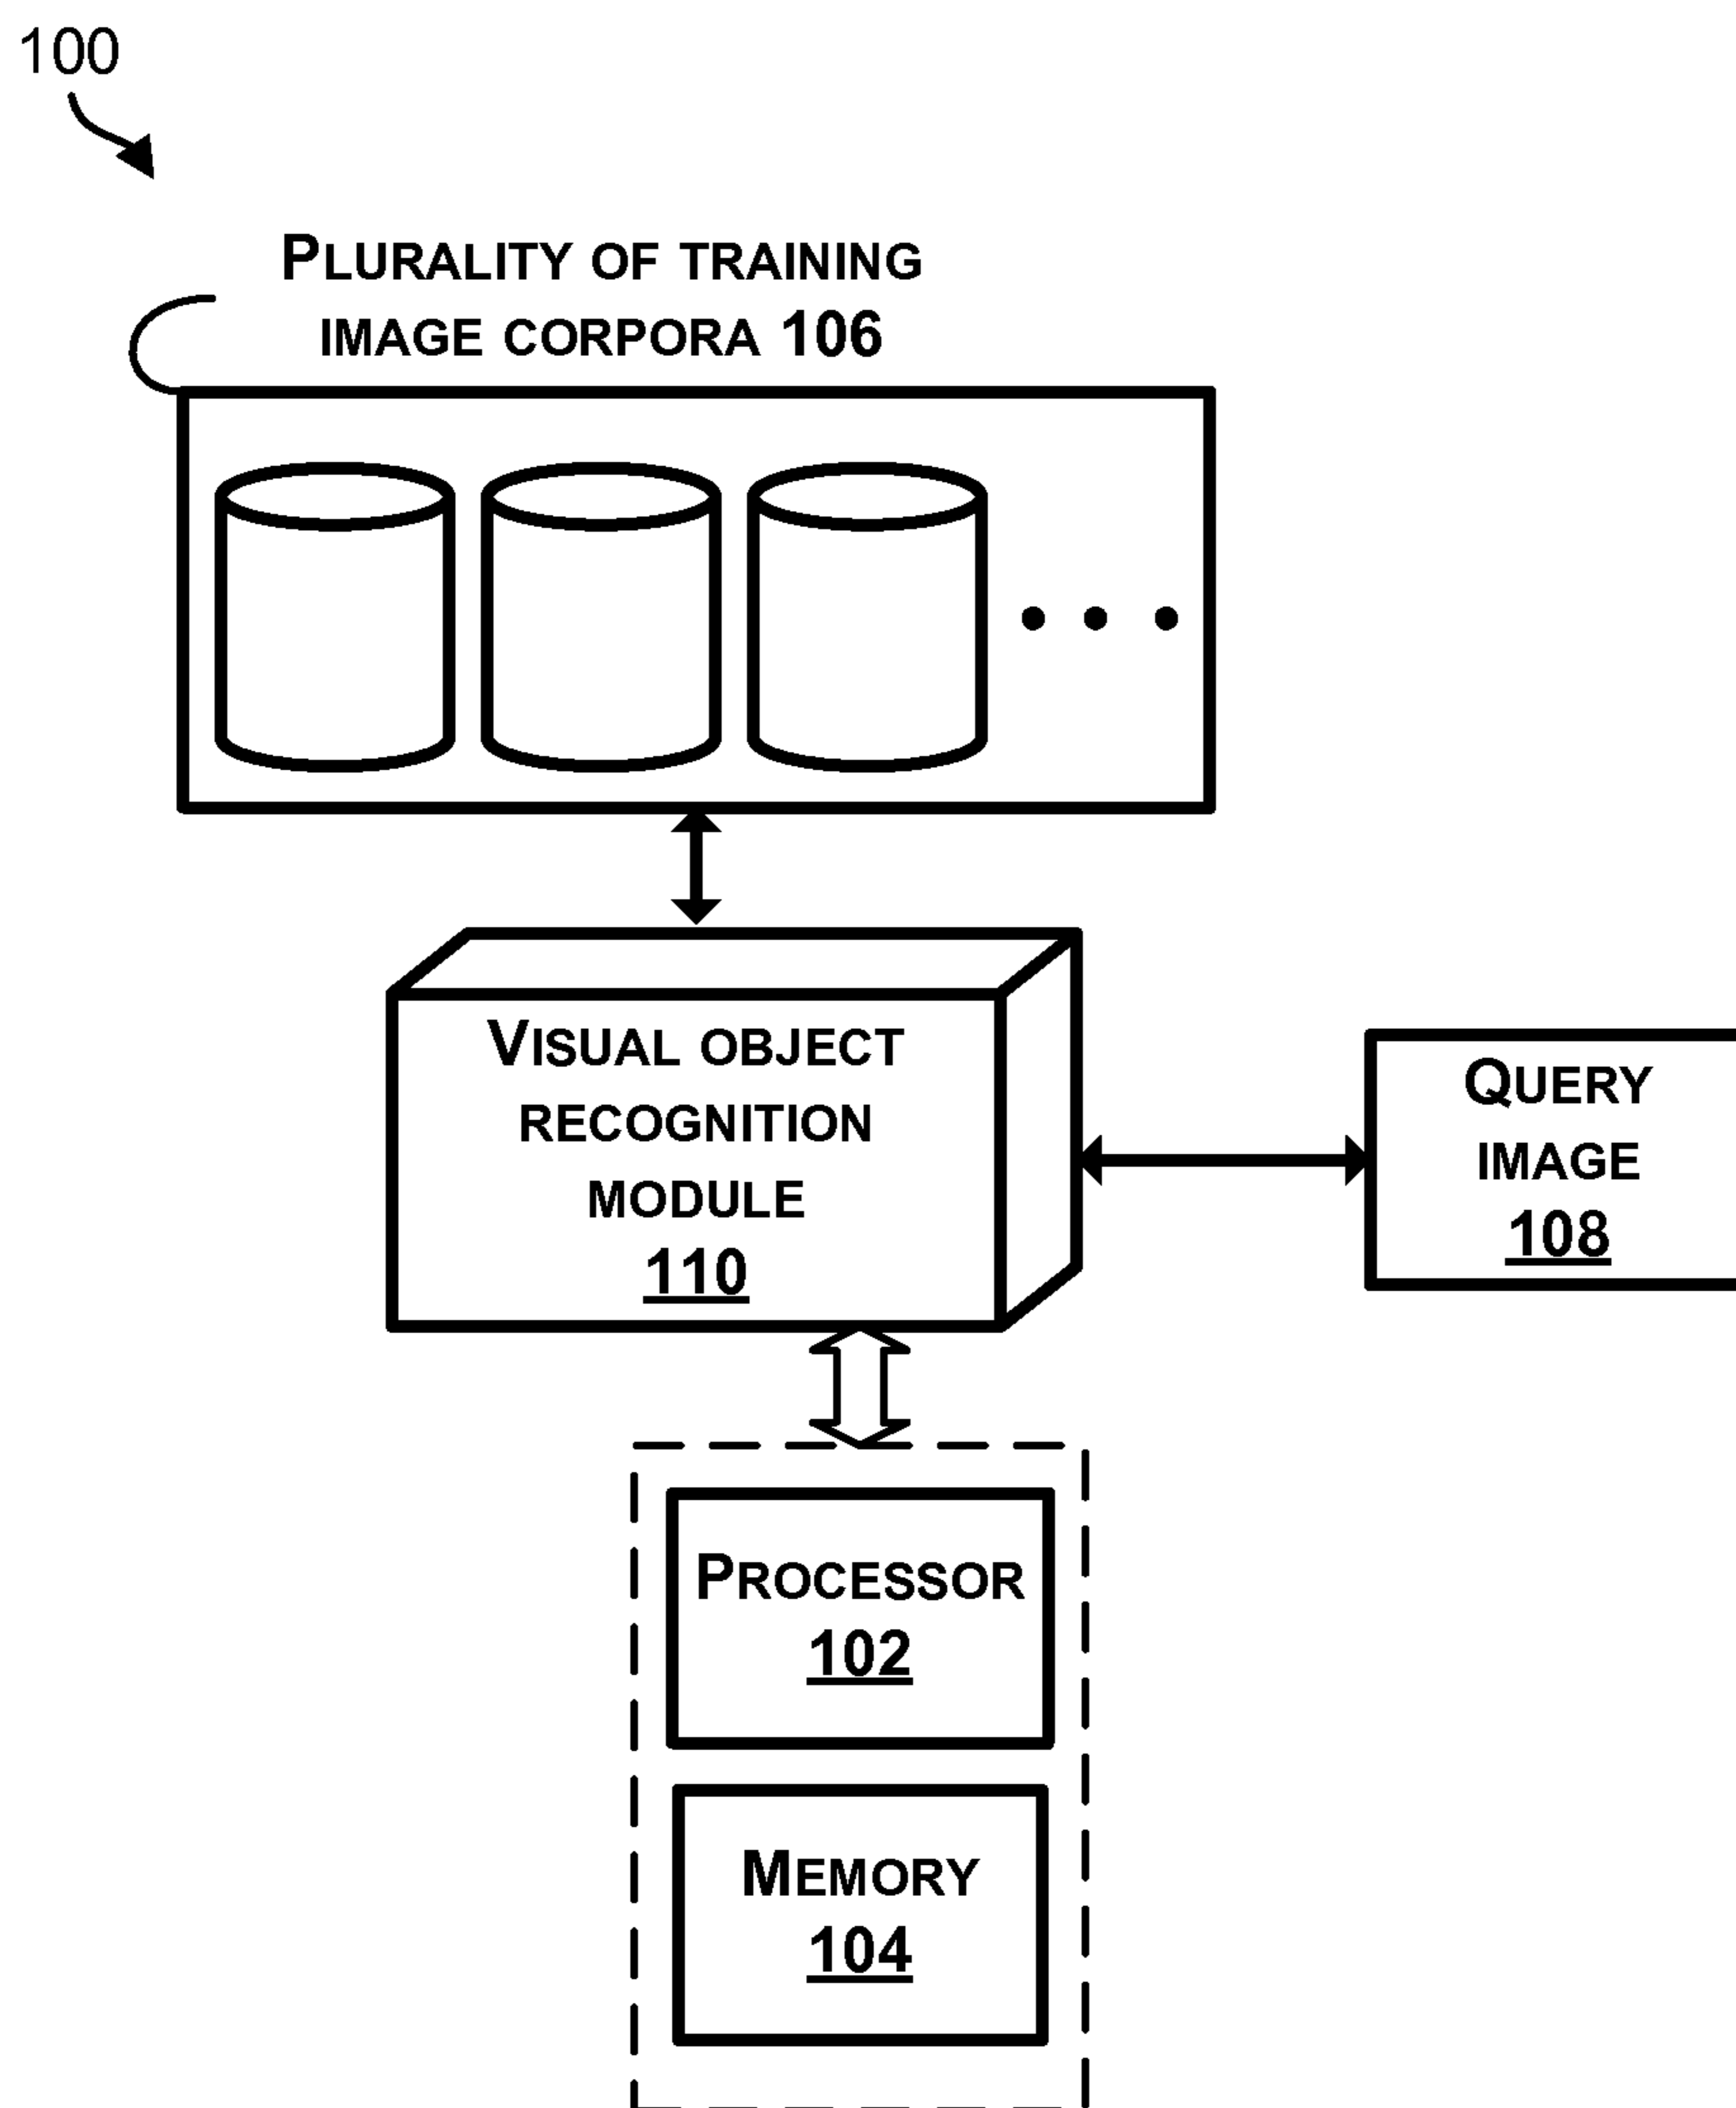 100
PLURALITY OF TRAINING
IMAGE CORPORA 106
VISUAL OBJECT
RECOGNITION
MODULE
110
QUERY
IMAGE
108
PROCESSOR
102
MEMORY
104